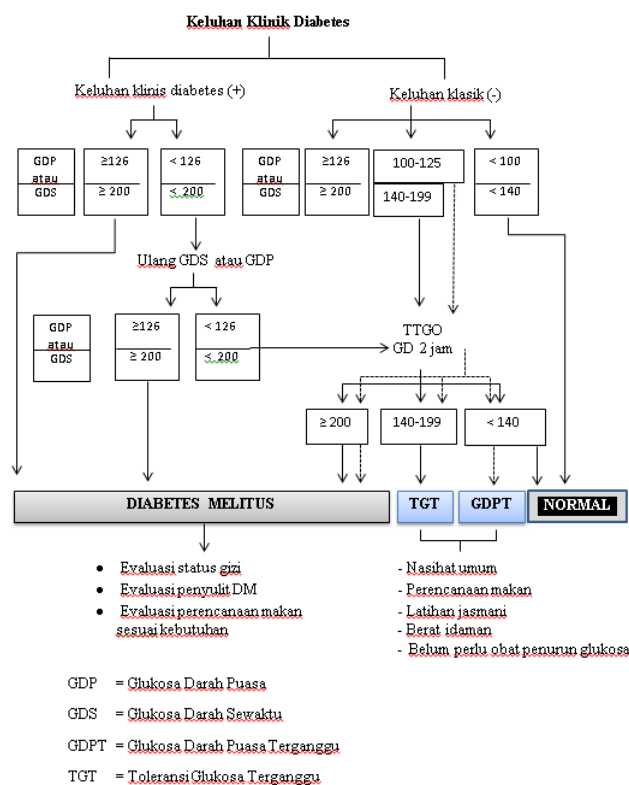 Keluhan Klinik Diabetes
Keluhan klinis diabetes (+)
Keluhan klasik (-)
GDP
atau
GDS
≥126
≥ 200
< 126
< 200
GDP
atau
GDS
≥126
≥ 200
100-125
140-199
< 100
< 140
Ulang GDS atau GDP
GDP
atau
GDS
≥126
≥ 200
< 126
< 200
TTGO
GD 2 jam
≥ 200
140-199
< 140
DIABETES MELITUS
TGT
GDPT
NORMAL
● Evaluasi status gizi
● Evaluasi penyulit DM
● Evaluasi perencanaan makan
sesuai kebutuhan
- Nasihat umum
- Perencanaan makan
- Latihan jasmani
- Berat idaman
- Belum perlu obat penurun glukosa
GDP = Glukosa Darah Puasa
GDS = Glukosa Darah Sewaktu
GDPT = Glukosa Darah Puasa Terganggu
TGT = Toleransi Glukosa Terganggu